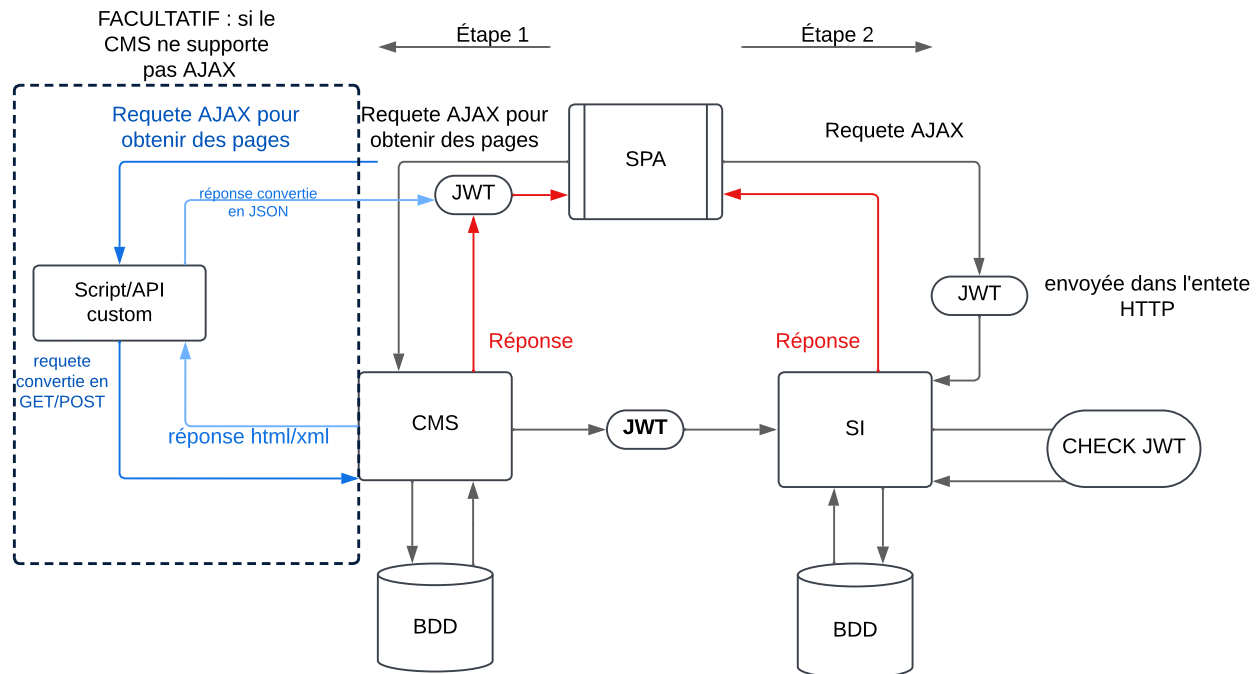 FACULTATIF : si le
CMS ne supporte
pas AJAX
Étape 1
Étape 2
Requete AJAX pour
obtenir des pages
Requete AJAX pour
obtenir des pages
SPA
Requete AJAX
réponse convertie
en JSON
JWT
Script/API
custom
JWT
envoyée dans l'entete
HTTP
Réponse
Réponse
requete
convertie en
GET/POST
réponse html/xml
CMS
JWT
SI
CHECK JWT
BDD
BDD